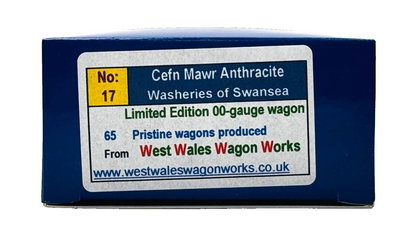 No: 17
Cefn Mawr Anthracite
Washeries of Swansea
Limited Edition 00-gauge wagon
65 Pristine wagons produced
From West Wales Wagon Works
www.westwaleswagonworks.co.uk